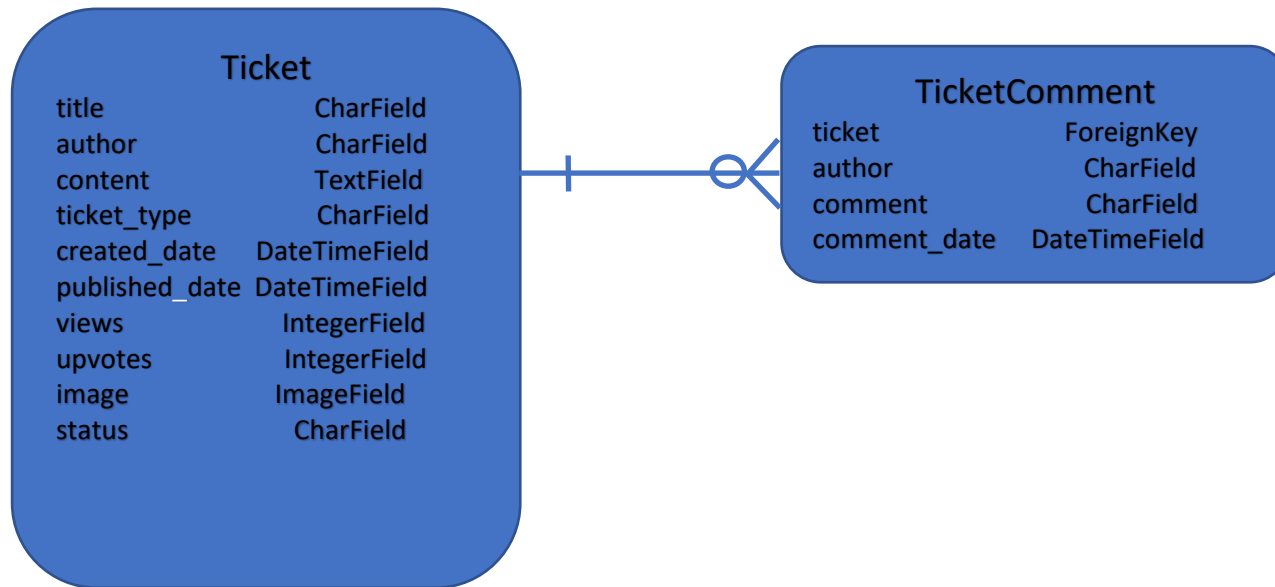 Ticket
title CharField
author CharField
content TextField
ticket_type CharField
created_date DateTimeField
published_date DateTimeField
views IntegerField
upvotes IntegerField
image ImageField
status CharField
TicketComment
ticket ForeignKey
author CharField
comment CharField
comment_date DateTimeField